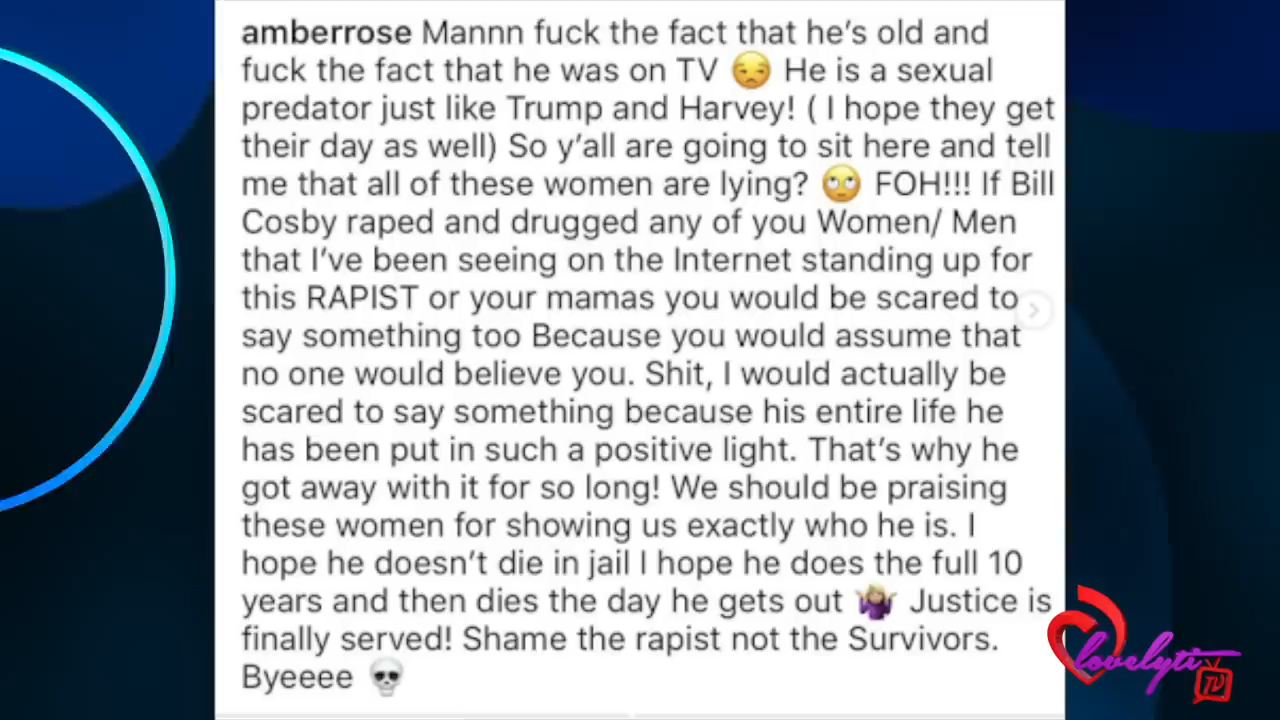 amberrose Mannn fuck the fact that he's old and
fuck the fact that he was on TV 😒 He is a sexual
predator just like Trump and Harvey! ( I hope they get
their day as well) So y'all are going to sit here and tell
me that all of these women are lying? 🙄 FOH!!! If Bill
Cosby raped and drugged any of you Women/ Men
that I've been seeing on the Internet standing up for
this RAPIST or your mamas you would be scared to
say something too Because you would assume that
no one would believe you. Shit, I would actually be
scared to say something because his entire life he
has been put in such a positive light. That's why he
got away with it for so long! We should be praising
these women for showing us exactly who he is. I
hope he doesn't die in jail I hope he does the full 10
years and then dies the day he gets out 🤷🏼‍♀️ Justice is
finally served! Shame the rapist not the Survivors.
Byeeee 💀
lovelyti
TV